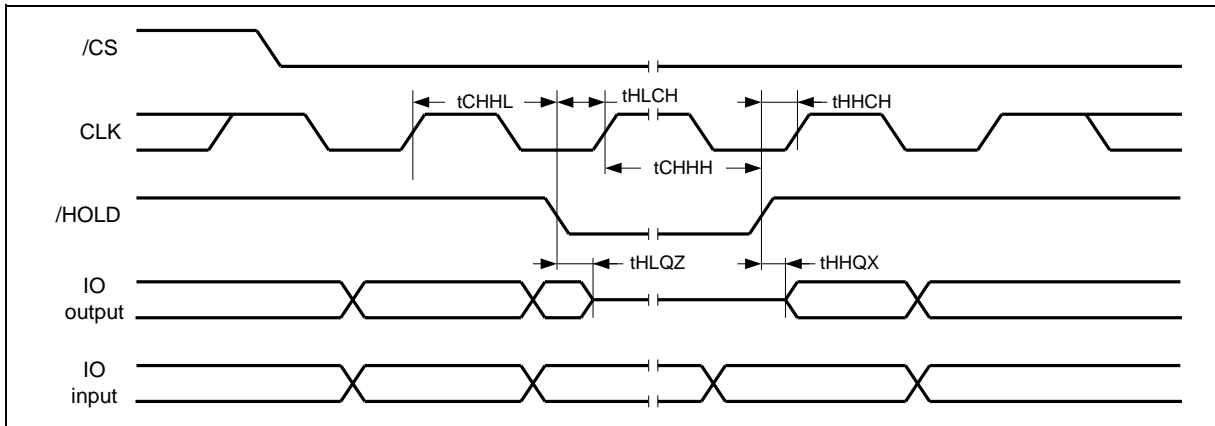 /CS
tCHHL
tHLCH
tHHCH
CLK
tCHHH
/HOLD
tHLQZ
tHHQX
IO
output
IO
input